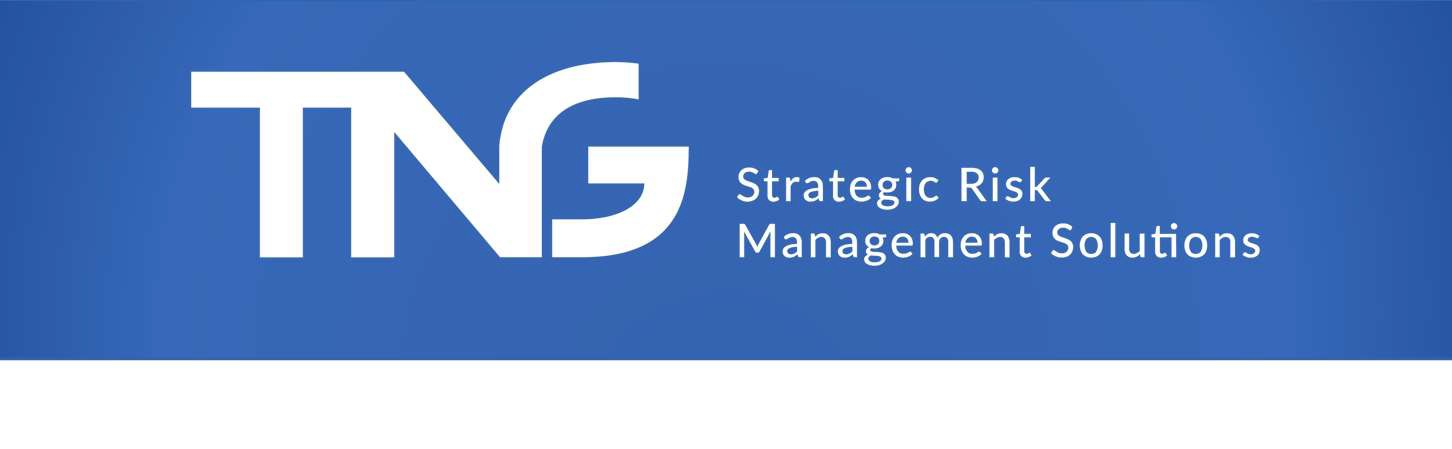 TNG
Strategic Risk
Management Solutions